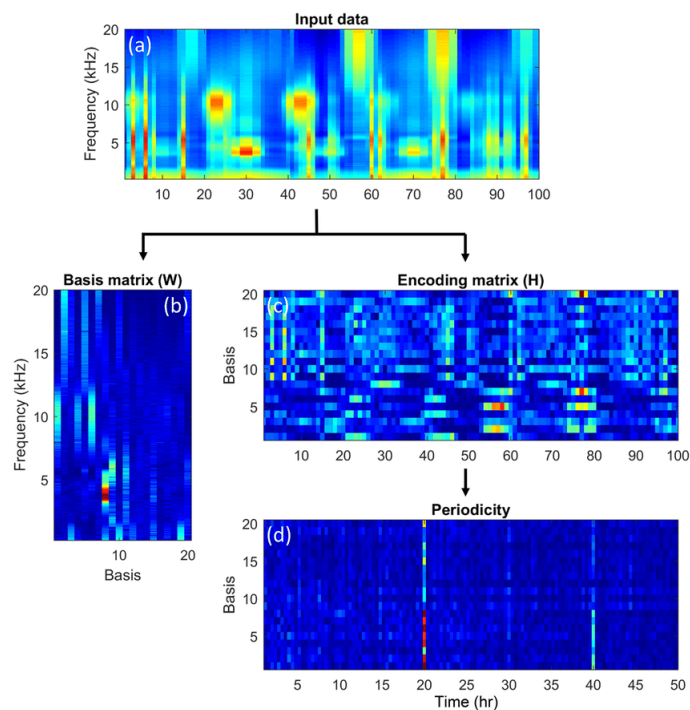 Input data
(a)
Frequency (kHz)
20
15
10
5
10 20 30 40 50 60 70 80 90 100
Basis matrix (W)
(b)
Frequency (kHz)
20
15
10
5
10 20
Basis
Encoding matrix (H)
(c)
Basis
20
15
10
5
10 20 30 40 50 60 70 80 90 100
Periodicity
(d)
Basis
20
15
10
5
5 10 15 20 25 30 35 40 45 50
Time (hr)